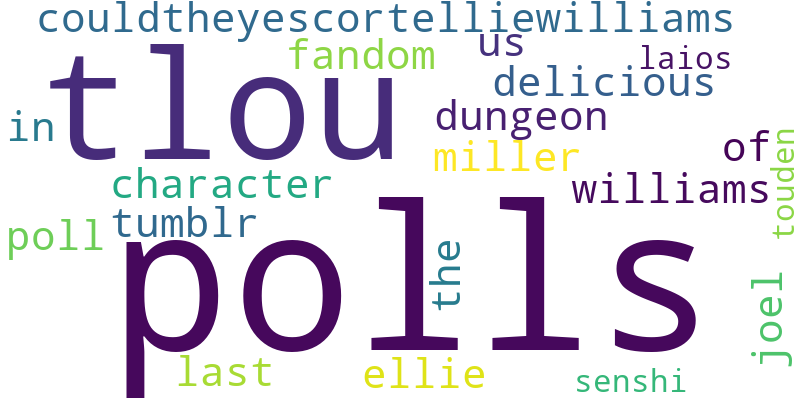 couldtheyescortelliewilliams
us
fandom
laios
tlou
delicious
dungeon
in
of
miller
touden
character
williams
tumblr
poll
polls
the
joel
last
ellie
senshi